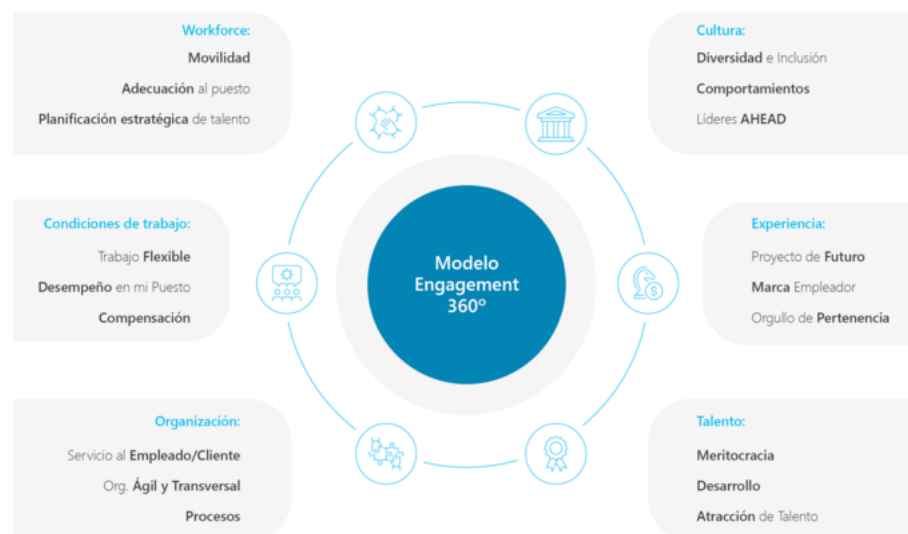 Workforce:
Movilidad
Adecuación al puesto
Planificación estratégica de talento
Cultura:
Diversidad e Inclusión
Comportamientos
Líderes AHEAD
Condiciones de trabajo:
Trabajo Flexible
Desempeño en mi Puesto
Compensación
Modelo
Engagement
360º
Experiencia:
Proyecto de Futuro
Marca Empleador
Orgullo de Pertenencia
Organización:
Servicio al Empleado/Cliente
Org. Ágil y Transversal
Procesos
Talento:
Meritocracia
Desarrollo
Atracción de Talento